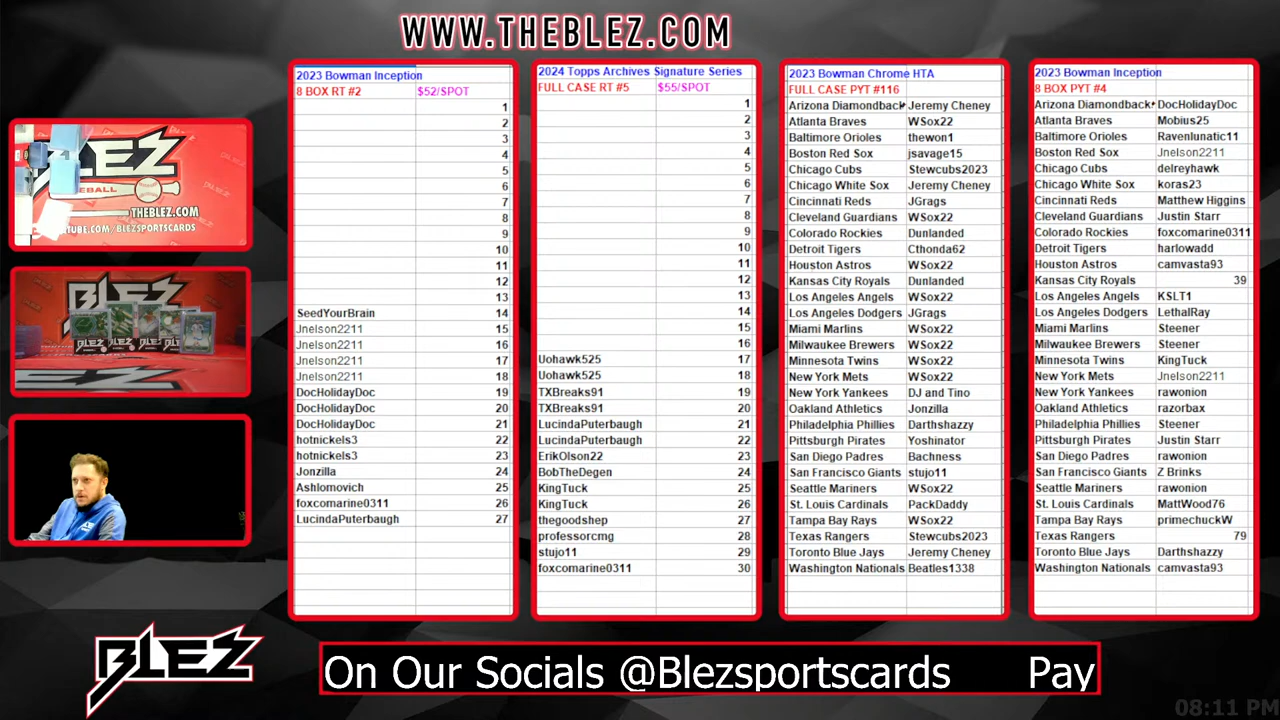 WWW.THEBLEZ.COM
BLEZ
BASEBALL
THEBLEZ.COM
YOUTUBE.COM/BLEZSPORTSCARDS
BLEZ
2023 Bowman Inception
8 BOX RT #2 $52/SPOT
1
2
3
4
5
6
7
8
9
10
11
12
13
SeedYourBrain 14
Jnelson2211 15
Jnelson2211 16
Jnelson2211 17
Jnelson2211 18
DocHolidayDoc 19
DocHolidayDoc 20
DocHolidayDoc 21
hotnickels3 22
hotnickels3 23
Jonzilla 24
Ashlomovich 25
foxcomarine0311 26
LucindaPuterbaugh 27
2024 Topps Archives Signature Series
FULL CASE RT #5 $55/SPOT
1
2
3
4
5
6
7
8
9
10
11
12
13
14
15
16
Uohawk525 17
Uohawk525 18
TXBreaks91 19
TXBreaks91 20
LucindaPuterbaugh 21
LucindaPuterbaugh 22
ErikOlson22 23
BobTheDegen 24
KingTuck 25
KingTuck 26
thegoodshep 27
professorcmg 28
stujo11 29
foxcomarine0311 30
2023 Bowman Chrome HTA
FULL CASE PYT #116
Arizona Diamondback Jeremy Cheney
Atlanta Braves WSox22
Baltimore Orioles thewon1
Boston Red Sox jsavage15
Chicago Cubs Stewcubs2023
Chicago White Sox Jeremy Cheney
Cincinnati Reds JGrags
Cleveland Guardians WSox22
Colorado Rockies Dunlanded
Detroit Tigers Cthonda62
Houston Astros WSox22
Kansas City Royals Dunlanded
Los Angeles Angels WSox22
Los Angeles Dodgers JGrags
Miami Marlins WSox22
Milwaukee Brewers WSox22
Minnesota Twins WSox22
New York Mets WSox22
New York Yankees DJ and Tino
Oakland Athletics Jonzilla
Philadelphia Phillies Darthshazzy
Pittsburgh Pirates Yoshinator
San Diego Padres Bachness
San Francisco Giants stujo11
Seattle Mariners WSox22
St. Louis Cardinals PackDaddy
Tampa Bay Rays WSox22
Texas Rangers Stewcubs2023
Toronto Blue Jays Jeremy Cheney
Washington Nationals Beatles1338
2023 Bowman Inception
8 BOX PYT #4
Arizona Diamondback DocHolidayDoc
Atlanta Braves Mobius25
Baltimore Orioles Ravenlunatic11
Boston Red Sox Jnelson2211
Chicago Cubs delreyhawk
Chicago White Sox koras23
Cincinnati Reds Matthew Higgins
Cleveland Guardians Justin Starr
Colorado Rockies foxcomarine0311
Detroit Tigers harlowadd
Houston Astros camvasta93
Kansas City Royals 39
Los Angeles Angels KSLT1
Los Angeles Dodgers LethalRay
Miami Marlins Steener
Milwaukee Brewers Steener
Minnesota Twins KingTuck
New York Mets Jnelson2211
New York Yankees rawonion
Oakland Athletics razorbax
Philadelphia Phillies Steener
Pittsburgh Pirates Justin Starr
San Diego Padres rawonion
San Francisco Giants Z Brinks
Seattle Mariners rawonion
St. Louis Cardinals MattWood76
Tampa Bay Rays primechuckW
Texas Rangers 79
Toronto Blue Jays Darthshazzy
Washington Nationals camvasta93
BLEZ
On Our Socials @Blezsportscards Pay
08:11 PM